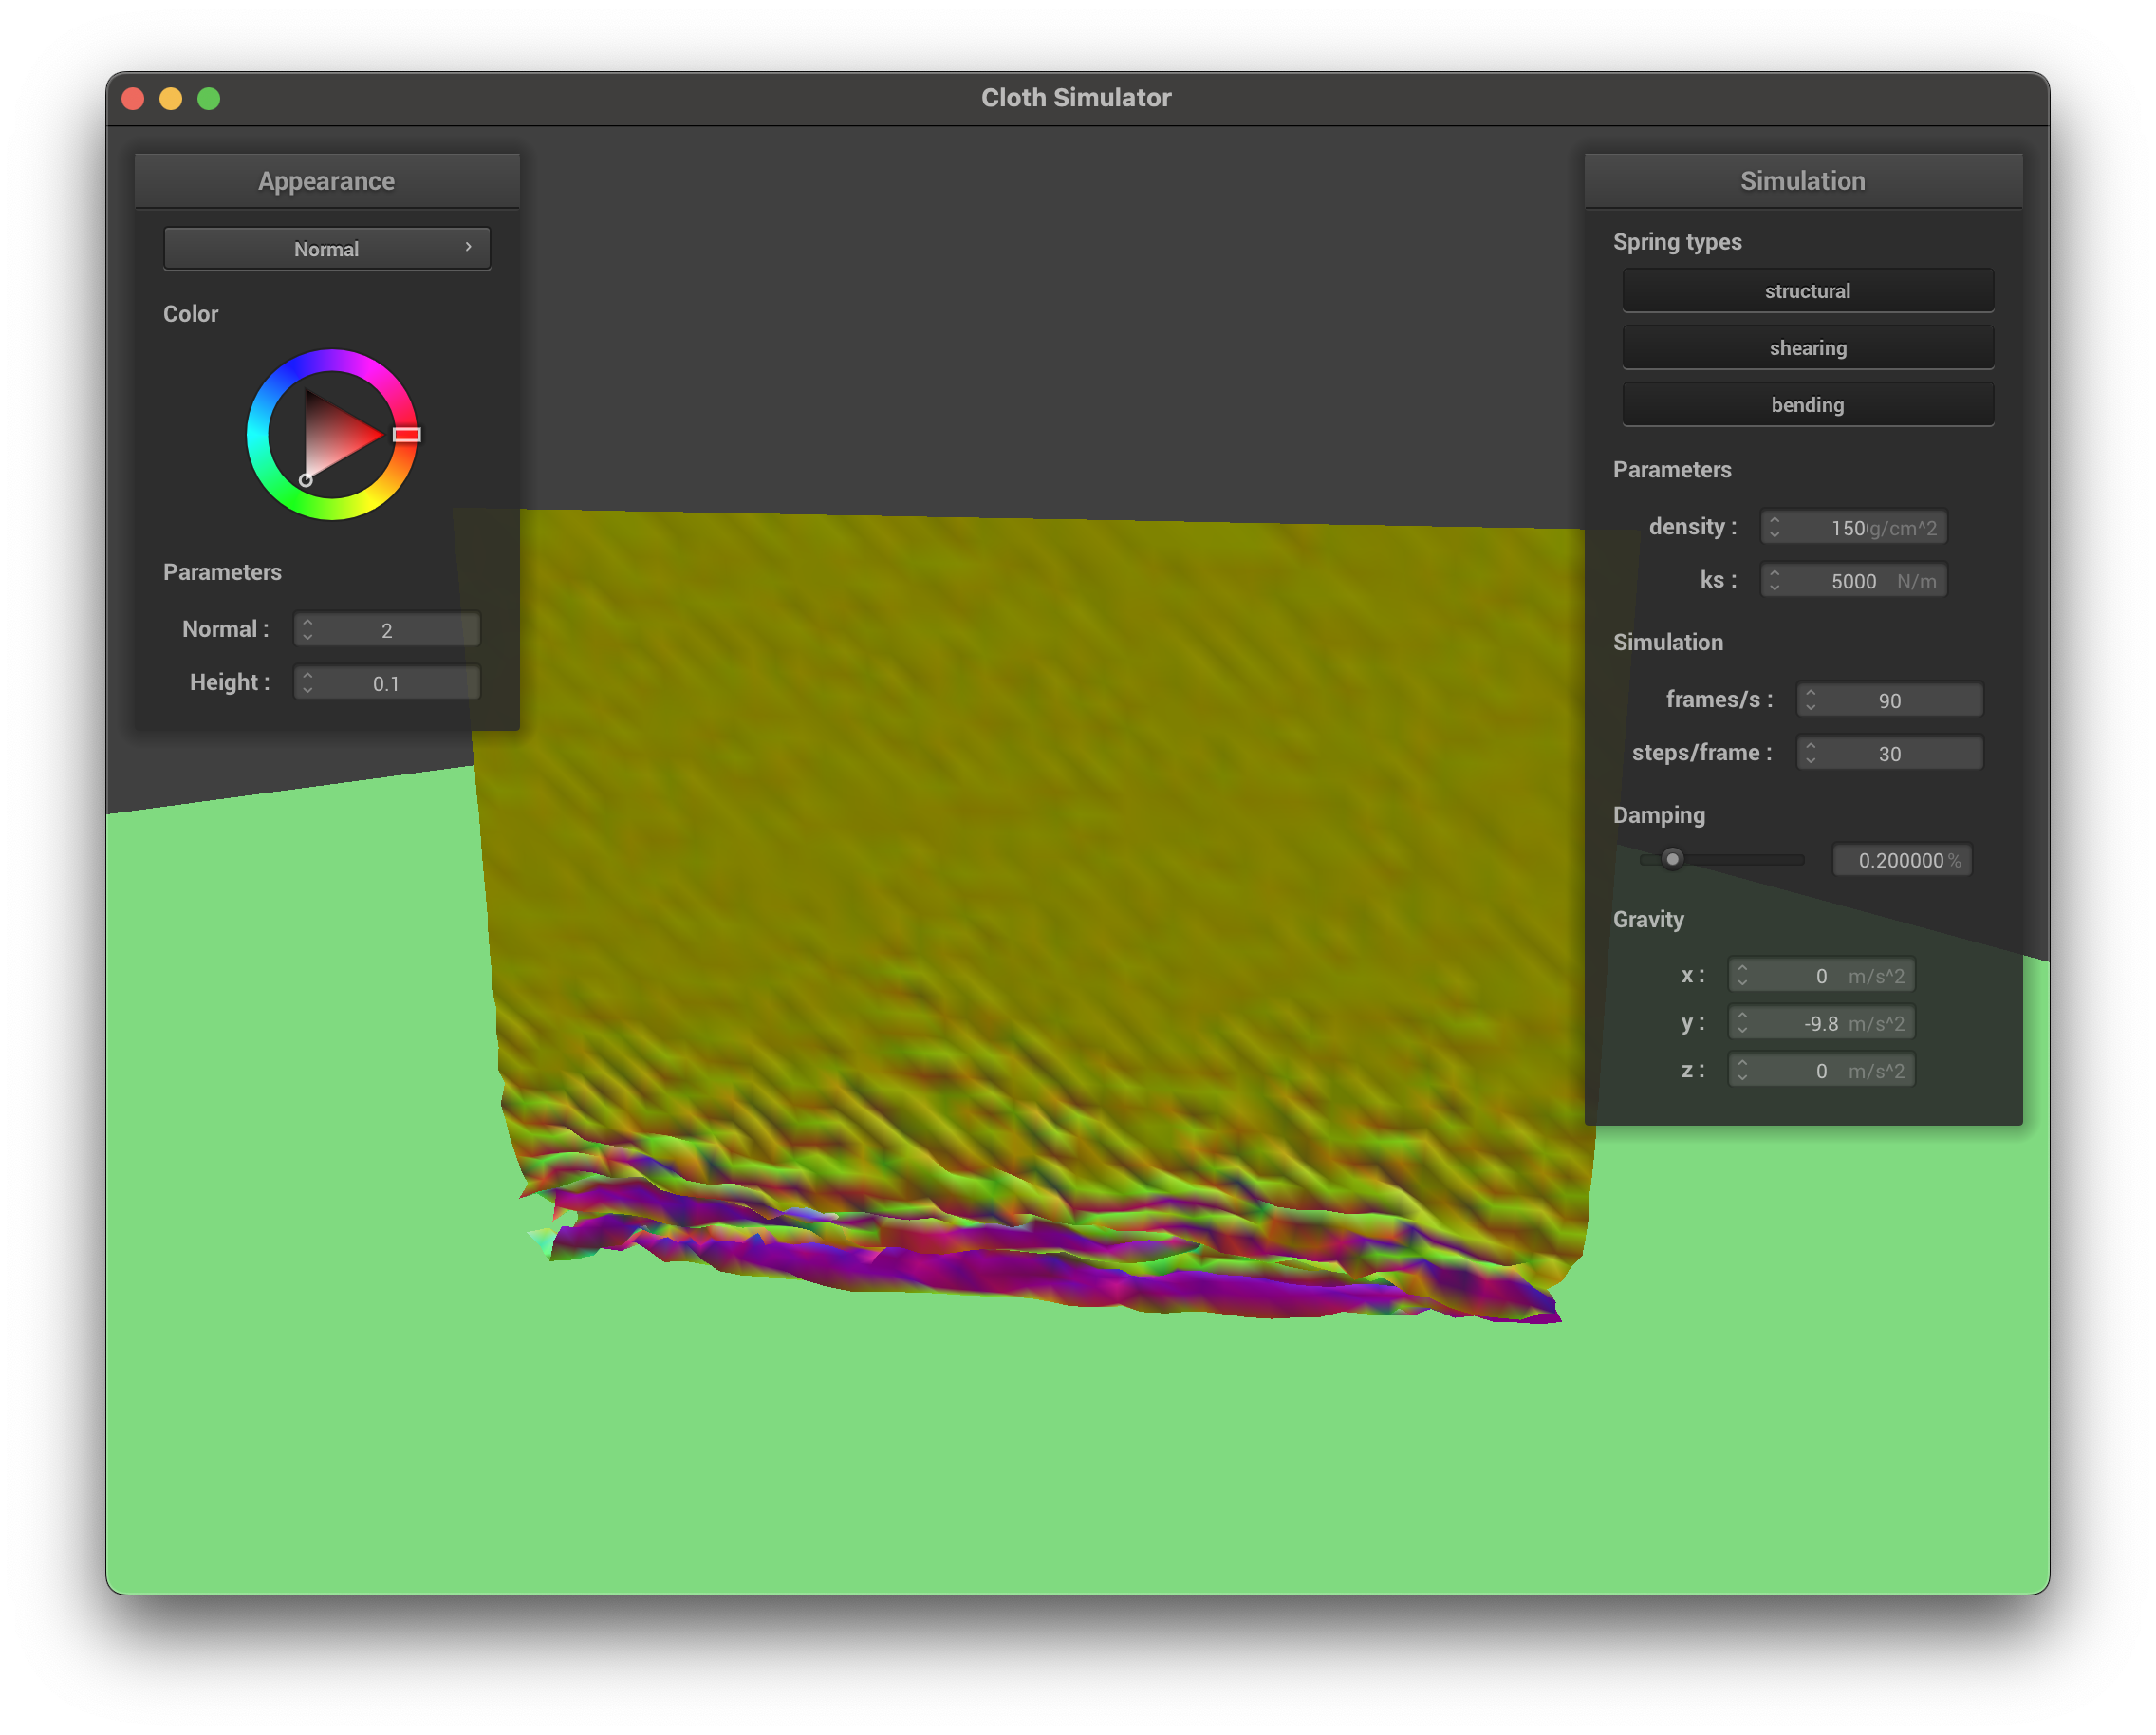 Cloth Simulator
Appearance
Normal
Color
Parameters
Normal : 2
Height : 0.1
Simulation
Spring types
structural
shearing
bending
Parameters
density : 150 g/cm^2
ks : 5000 N/m
Simulation
frames/s : 90
steps/frame : 30
Damping
0.200000 %
Gravity
x : 0 m/s^2
y : -9.8 m/s^2
z : 0 m/s^2